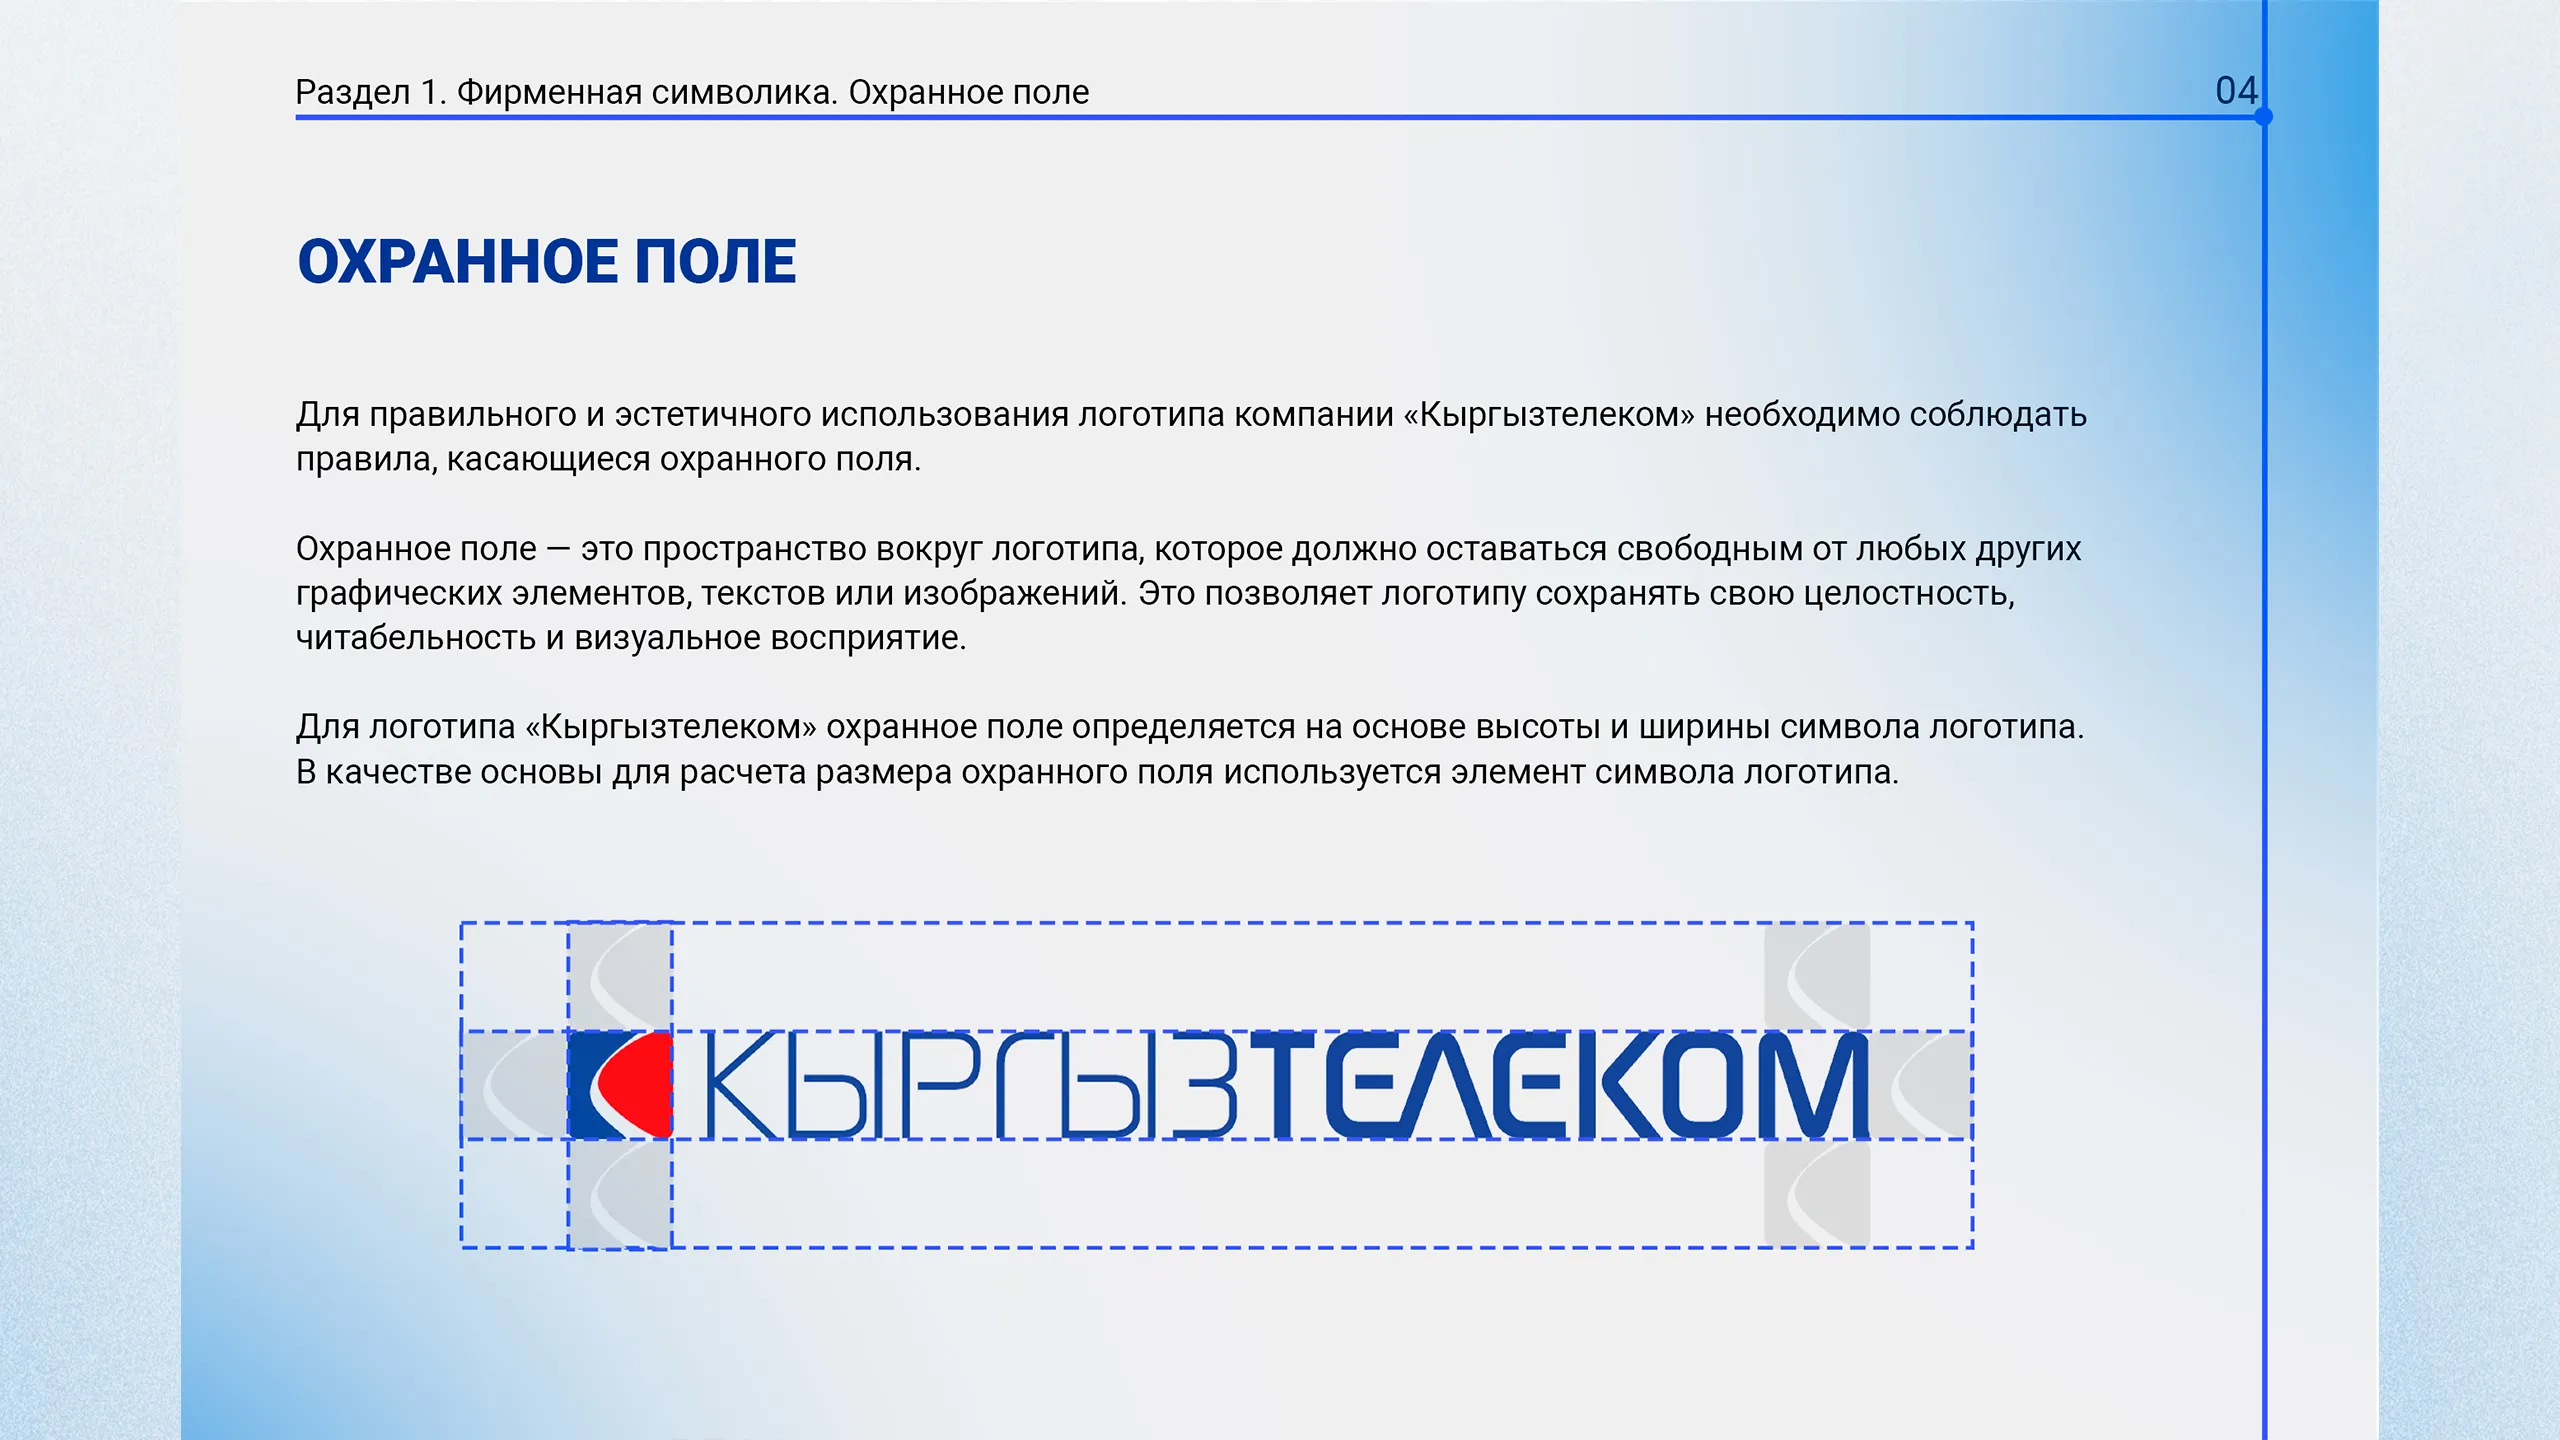 Раздел 1. Фирменная символика. Охранное поле
04
ОХРАННОЕ ПОЛЕ
Для правильного и эстетичного использования логотипа компании «Кыргызтелеком» необходимо соблюдать
правила, касающиеся охранного поля.
Охранное поле — это пространство вокруг логотипа, которое должно оставаться свободным от любых других
графических элементов, текстов или изображений. Это позволяет логотипу сохранять свою целостность,
читабельность и визуальное восприятие.
Для логотипа «Кыргызтелеком» охранное поле определяется на основе высоты и ширины символа логотипа.
В качестве основы для расчета размера охранного поля используется элемент символа логотипа.
КЫРГЫЗТЕЛЕКОМ